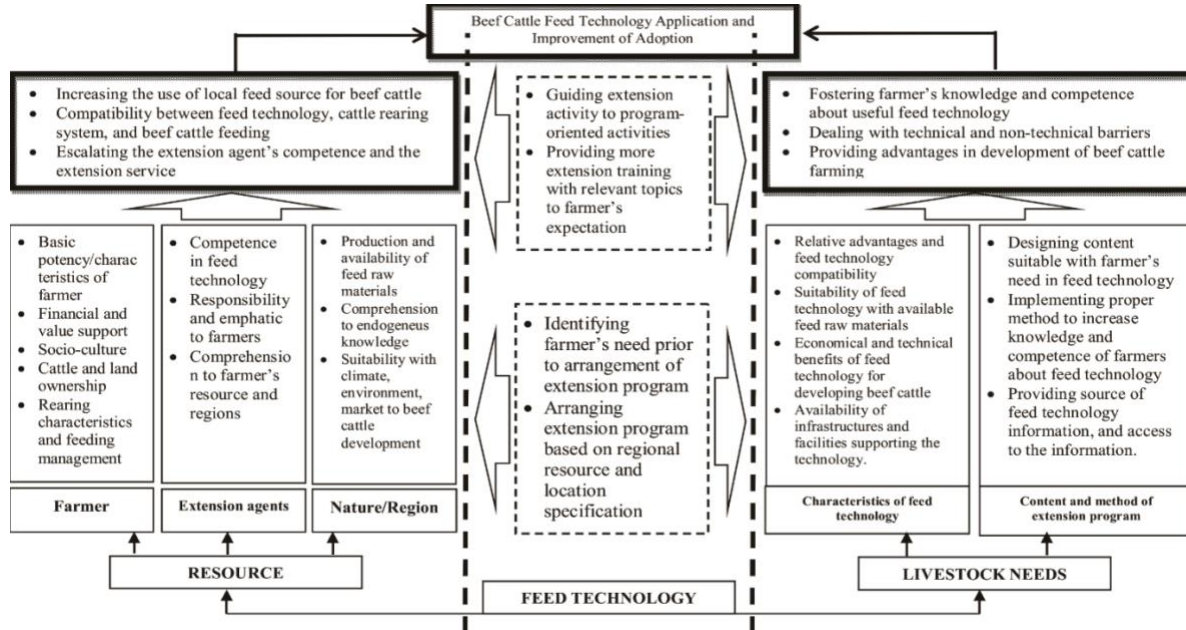 Beef Cattle Feed Technology Application and
Improvement of Adoption
• Increasing the use of local feed source for beef cattle
• Compatibility between feed technology, cattle rearing
system, and beef cattle feeding
• Escalating the extension agent's competence and the
extension service
• Guiding extension
activity to program-
oriented activities
• Providing more
extension training
with relevant topics
to farmer's
expectation
• Fostering farmer's knowledge and competence
about useful feed technology
• Dealing with technical and non-technical barriers
• Providing advantages in development of beef cattle
farming
• Basic
potency/charac
teristics of
farmer
• Financial and
value support
• Socio-culture
• Cattle and land
ownership
• Rearing
characteristics
and feeding
management
Farmer
• Competence
in feed
technology
• Responsibility
and emphatic
to farmers
• Comprehensio
n to farmer's
resource and
regions
Extension agents
• Production and
availability of
feed raw
materials
• Comprehension
to endogeneus
knowledge
• Suitability with
climate,
environment,
market to beef
cattle
development
Nature/Region
• Identifying
farmer's need prior
to arrangement of
extension program
• Arranging
extension program
based on regional
resource and
location
specification
• Relative advantages and
feed technology
compatibility
• Suitability of feed
technology with available
feed raw materials
• Economical and technical
benefits of feed
technology for
developing beef cattle
• Availability of
infrastructures and
facilities supporting the
technology.
Characteristics of feed
technology
• Designing content
suitable with farmer's
need in feed technology
• Implementing proper
method to increase
knowledge and
competence of farmers
about feed technology
• Providing source of
feed technology
information, and access
to the information.
Content and method of
extension program
RESOURCE
LIVESTOCK NEEDS
FEED TECHNOLOGY